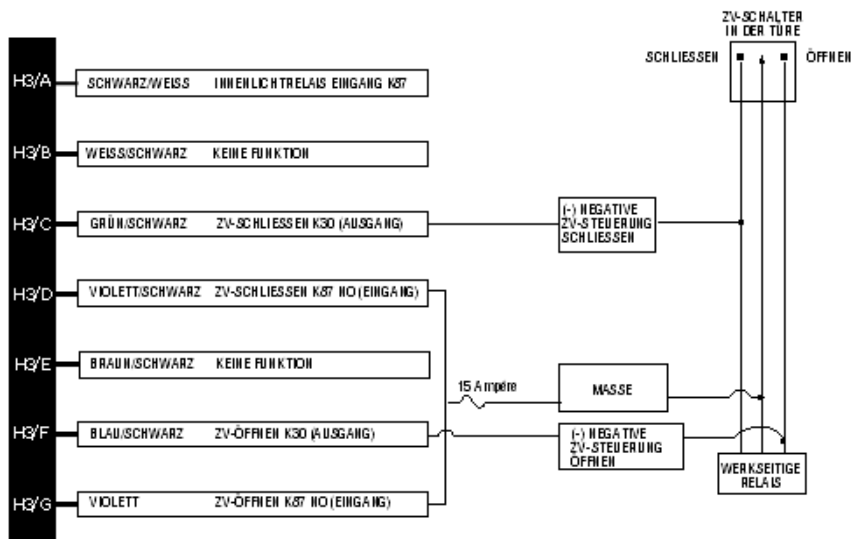 ZV-SCHALTER
IN DER TÜRE
SCHLIESSEN ÖFFNEN
H3/A SCHWARZ/WEISS INNENLICHTRELAIS EINGANG K87
H3/B WEISS/SCHWARZ KEINE FUNKTION
H3/C GRÜN/SCHWARZ ZV-SCHLIESSEN K30 (AUSGANG)
(-) NEGATIVE
ZV-STEUERUNG
SCHLIESSEN
H3/D VIOLETT/SCHWARZ ZV-SCHLIESSEN K87 NO (EINGANG)
H3/E BRAUN/SCHWARZ KEINE FUNKTION
15 Ampére
MASSE
H3/F BLAU/SCHWARZ ZV-ÖFFNEN K30 (AUSGANG)
(-) NEGATIVE
ZV-STEUERUNG
ÖFFNEN
WERKSEITIGE
RELAIS
H3/G VIOLETT ZV-ÖFFNEN K87 NO (EINGANG)